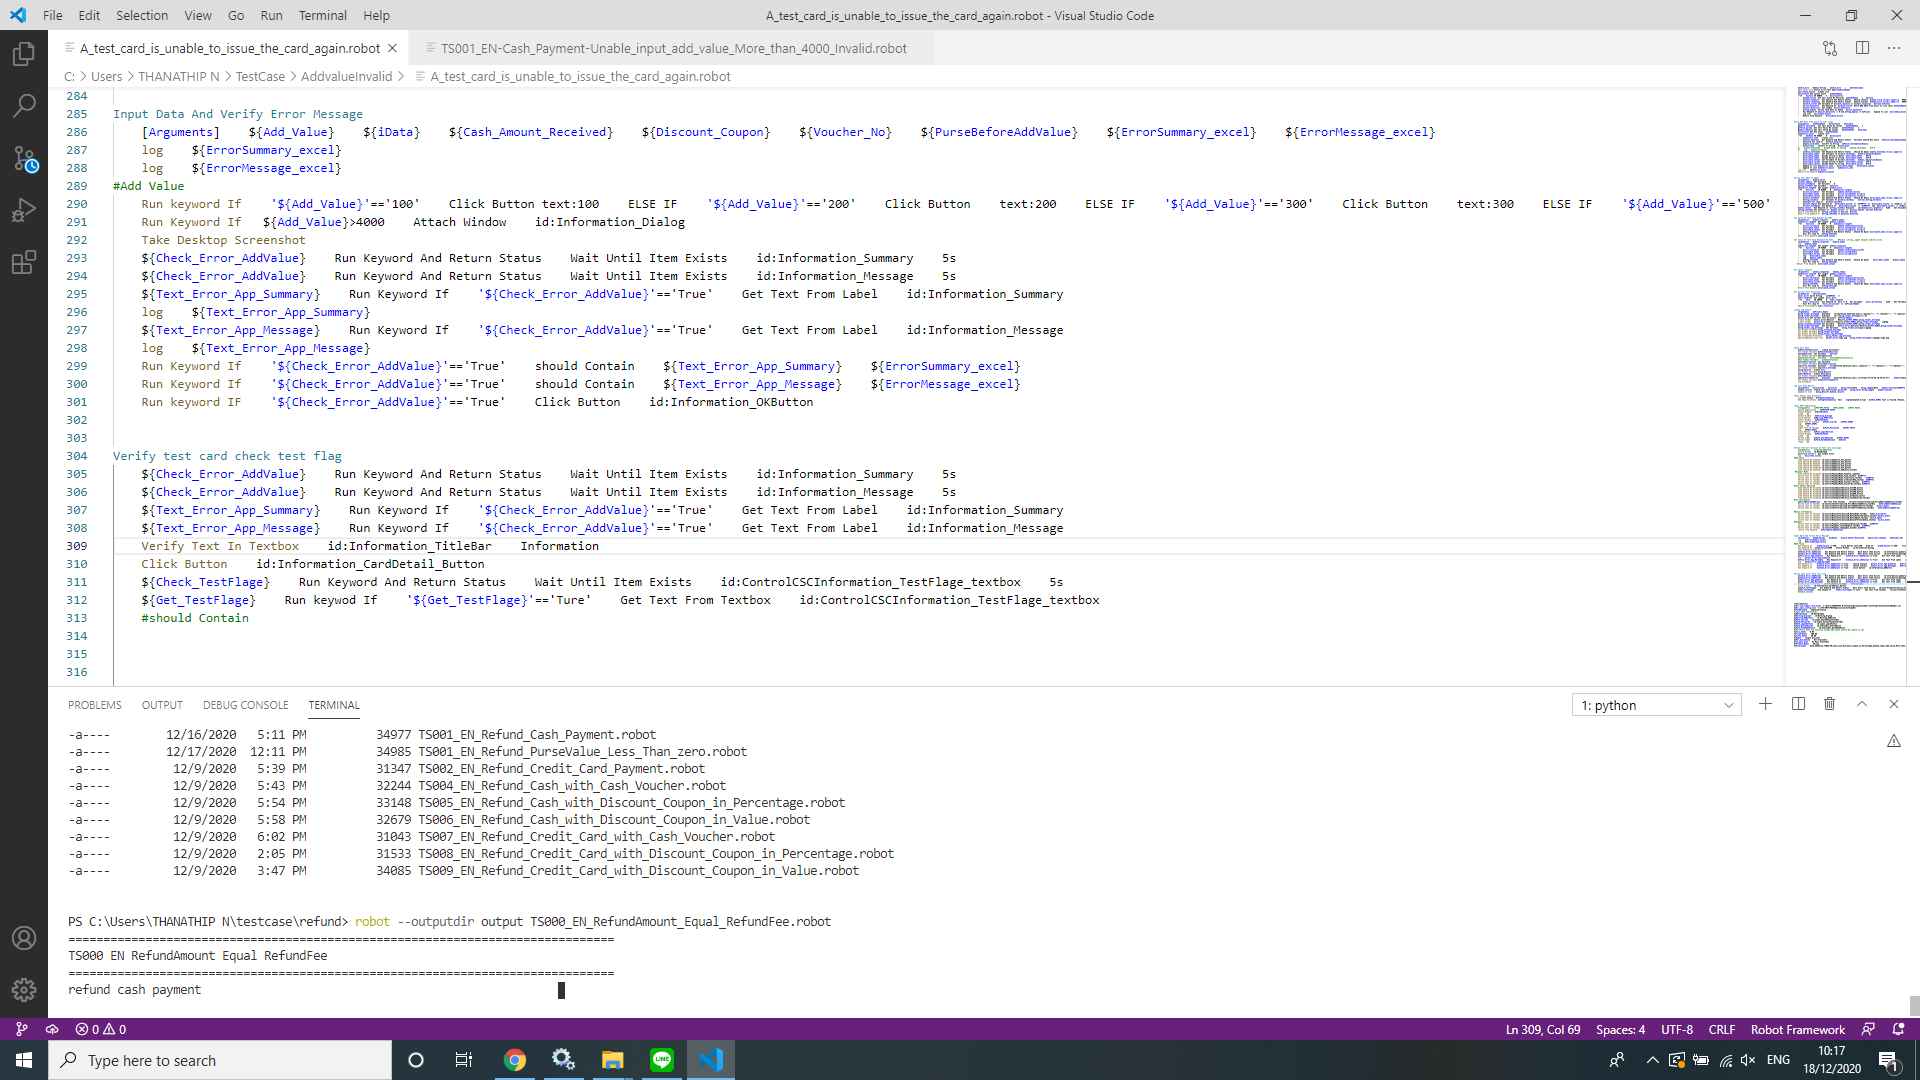 File Edit Selection View Go Run Terminal Help
A_test_card_is_unable_to_issue_the_card_again.robot - Visual Studio Code
A_test_card_is_unable_to_issue_the_card_again.robot
TS001_EN-Cash_Payment-Unable_input_add_value_More_than_4000_Invalid.robot
C: > Users > THANATHIP N > TestCase > AddvalueInvalid > A_test_card_is_unable_to_issue_the_card_again.robot
284
285 Input Data And Verify Error Message
286 [Arguments] ${Add_Value} ${iData} ${Cash_Amount_Received} ${Discount_Coupon} ${Voucher_No} ${PurseBeforeAddValue} ${ErrorSummary_excel} ${ErrorMessage_excel}
287 log ${ErrorSummary_excel}
288 log ${ErrorMessage_excel}
289 #Add Value
290 Run keyword If '${Add_Value}'=='100' Click Button text:100 ELSE IF '${Add_Value}'=='200' Click Button text:200 ELSE IF '${Add_Value}'=='300' Click Button text:300 ELSE IF '${Add_Value}'=='500'
291 Run Keyword If ${Add_Value}>4000 Attach Window id:Information_Dialog
292 Take Desktop Screenshot
293 ${Check_Error_AddValue} Run Keyword And Return Status Wait Until Item Exists id:Information_Summary 5s
294 ${Check_Error_AddValue} Run Keyword And Return Status Wait Until Item Exists id:Information_Message 5s
295 ${Text_Error_App_Summary} Run Keyword If '${Check_Error_AddValue}'=='True' Get Text From Label id:Information_Summary
296 log ${Text_Error_App_Summary}
297 ${Text_Error_App_Message} Run Keyword If '${Check_Error_AddValue}'=='True' Get Text From Label id:Information_Message
298 log ${Text_Error_App_Message}
299 Run Keyword If '${Check_Error_AddValue}'=='True' should Contain ${Text_Error_App_Summary} ${ErrorSummary_excel}
300 Run Keyword If '${Check_Error_AddValue}'=='True' should Contain ${Text_Error_App_Message} ${ErrorMessage_excel}
301 Run keyword IF '${Check_Error_AddValue}'=='True' Click Button id:Information_OKButton
302
303
304 Verify test card check test flag
305 ${Check_Error_AddValue} Run Keyword And Return Status Wait Until Item Exists id:Information_Summary 5s
306 ${Check_Error_AddValue} Run Keyword And Return Status Wait Until Item Exists id:Information_Message 5s
307 ${Text_Error_App_Summary} Run Keyword If '${Check_Error_AddValue}'=='True' Get Text From Label id:Information_Summary
308 ${Text_Error_App_Message} Run Keyword If '${Check_Error_AddValue}'=='True' Get Text From Label id:Information_Message
309 Verify Text In Textbox id:Information_TitleBar Information
310 Click Button id:Information_CardDetail_Button
311 ${Check_TestFlage} Run Keyword And Return Status Wait Until Item Exists id:ControlCSCInformation_TestFlage_textbox 5s
312 ${Get_TestFlage} Run keywod If '${Get_TestFlage}'=='Ture' Get Text From Textbox id:ControlCSCInformation_TestFlage_textbox
313 #should Contain
314
315
316
PROBLEMS OUTPUT DEBUG CONSOLE TERMINAL
1: python
-a---- 12/16/2020 5:11 PM 34977 TS001_EN_Refund_Cash_Payment.robot
-a---- 12/17/2020 12:11 PM 34985 TS001_EN_Refund_PurseValue_Less_Than_zero.robot
-a---- 12/9/2020 5:39 PM 31347 TS002_EN_Refund_Credit_Card_Payment.robot
-a---- 12/9/2020 5:43 PM 32244 TS004_EN_Refund_Cash_with_Cash_Voucher.robot
-a---- 12/9/2020 5:54 PM 33148 TS005_EN_Refund_Cash_with_Discount_Coupon_in_Percentage.robot
-a---- 12/9/2020 5:58 PM 32679 TS006_EN_Refund_Cash_with_Discount_Coupon_in_Value.robot
-a---- 12/9/2020 6:02 PM 31043 TS007_EN_Refund_Credit_Card_with_Cash_Voucher.robot
-a---- 12/9/2020 2:05 PM 31533 TS008_EN_Refund_Credit_Card_with_Discount_Coupon_in_Percentage.robot
-a---- 12/9/2020 3:47 PM 34085 TS009_EN_Refund_Credit_Card_with_Discount_Coupon_in_Value.robot
PS C:\Users\THANATHIP N\testcase\refund> robot --outputdir output TS000_EN_RefundAmount_Equal_RefundFee.robot
==============================================================================
TS000 EN RefundAmount Equal RefundFee
==============================================================================
refund cash payment
0 0
Ln 309, Col 69 Spaces: 4 UTF-8 CRLF Robot Framework
Type here to search
ENG
10:17
18/12/2020
1